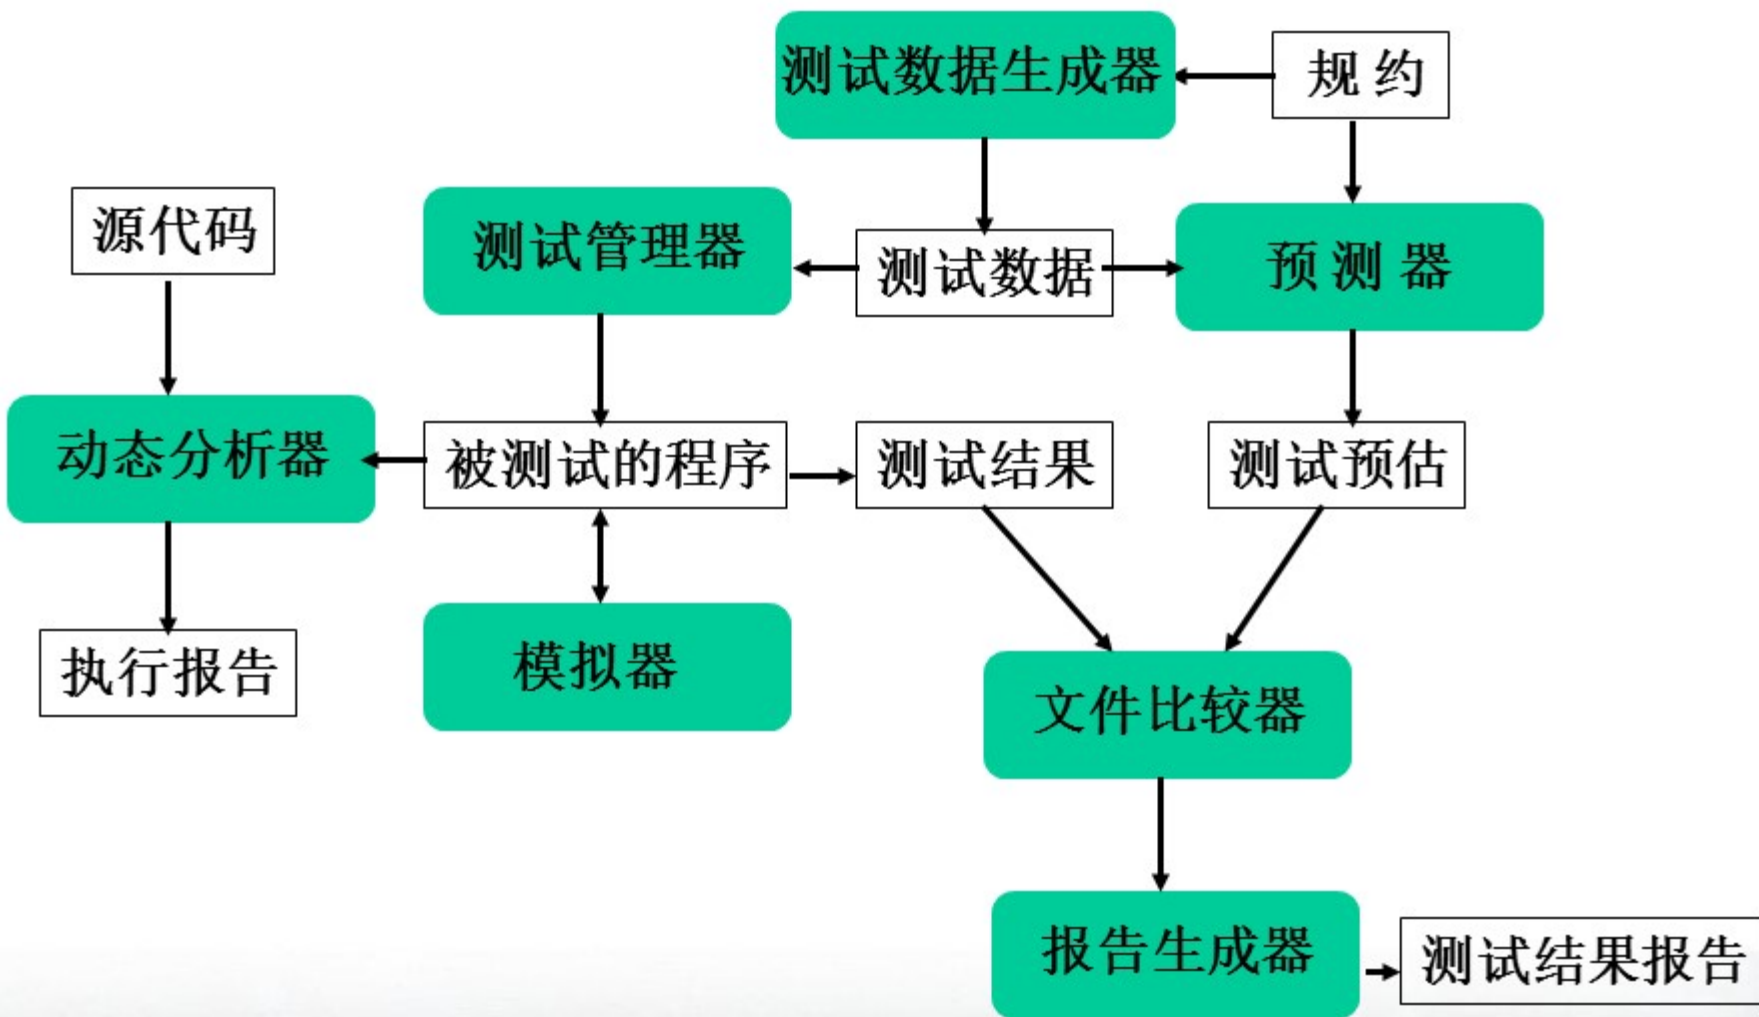 测试数据生成器
规 约
源代码
测试管理器
测试数据
预 测 器
动态分析器
被测试的程序
测试结果
测试预估
执行报告
模拟器
文件比较器
报告生成器
测试结果报告